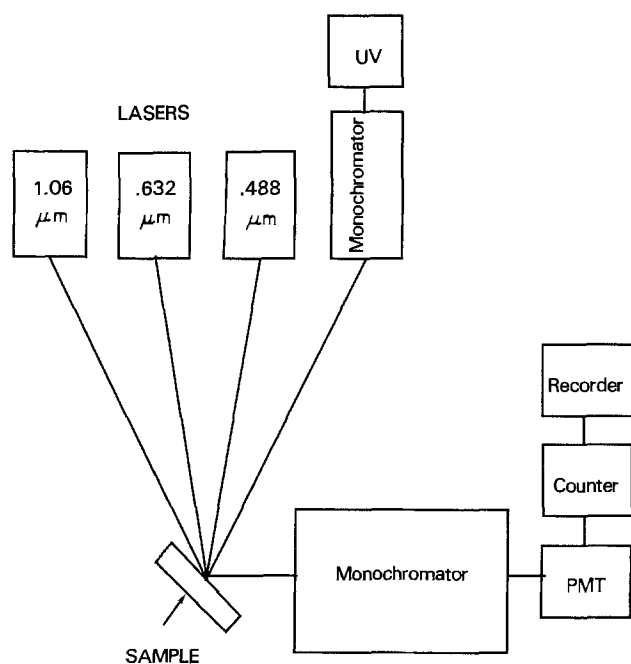 UV
LASERS
Monochromator
1.06
μm
.632
μm
.488
μm
Recorder
Counter
Monochromator
PMT
SAMPLE